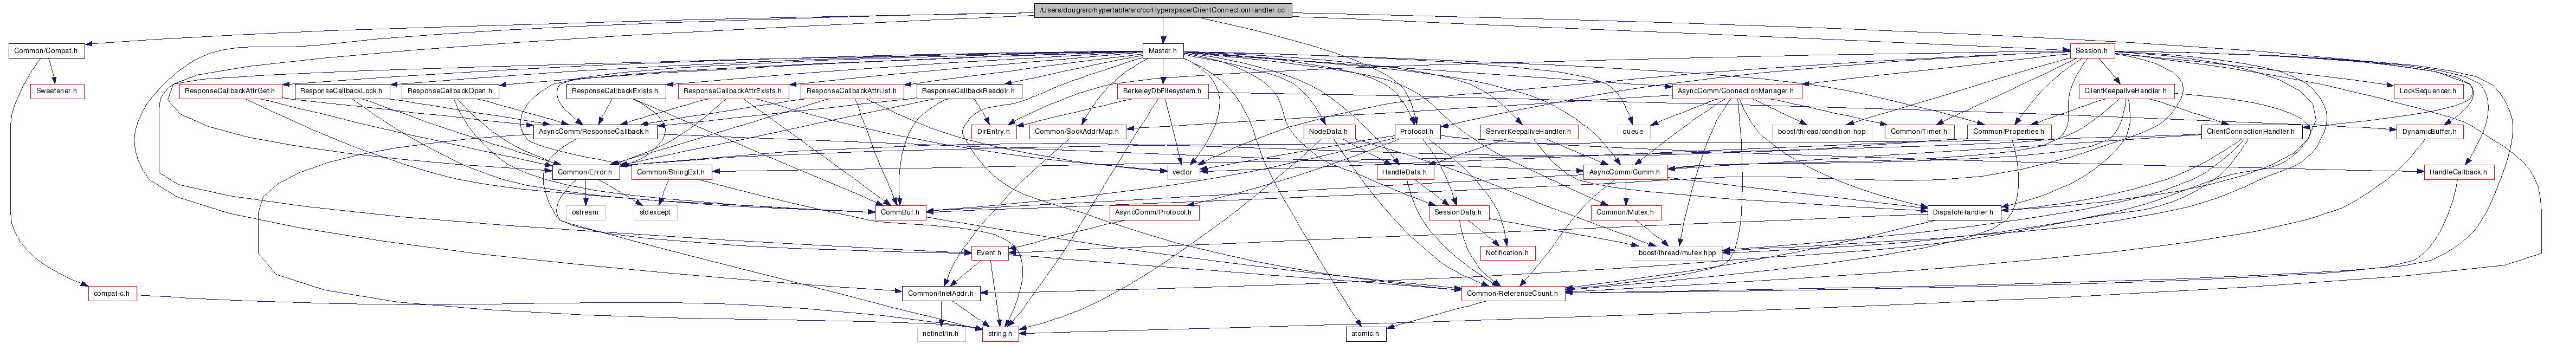 /Users/doug/src/hypertable/src/cc/Hyperspace/ClientConnectionHandler.cc
Common/Compat.h
Master.h
Session.h
Sweetener.h
ResponseCallbackAttrGet.h
ResponseCallbackLock.h
ResponseCallbackOpen.h
ResponseCallbackExists.h
ResponseCallbackAttrExists.h
ResponseCallbackAttrList.h
ResponseCallbackReaddir.h
BerkeleyDbFilesystem.h
AsyncComm/ConnectionManager.h
ClientKeepaliveHandler.h
LockSequencer.h
AsyncComm/ResponseCallback.h
DirEntry.h
Common/SockAddrMap.h
NodeData.h
Protocol.h
ServerKeepaliveHandler.h
queue
boost/thread/condition.hpp
Common/Timer.h
Common/Properties.h
ClientConnectionHandler.h
DynamicBuffer.h
Common/Error.h
Common/StringExt.h
vector
HandleData.h
AsyncComm/Comm.h
HandleCallback.h
ostream
stdexcept
CommBuf.h
AsyncComm/Protocol.h
SessionData.h
Common/Mutex.h
DispatchHandler.h
Event.h
Notification.h
boost/thread/mutex.hpp
compat-c.h
Common/InetAddr.h
Common/ReferenceCount.h
netinet/in.h
string.h
atomic.h